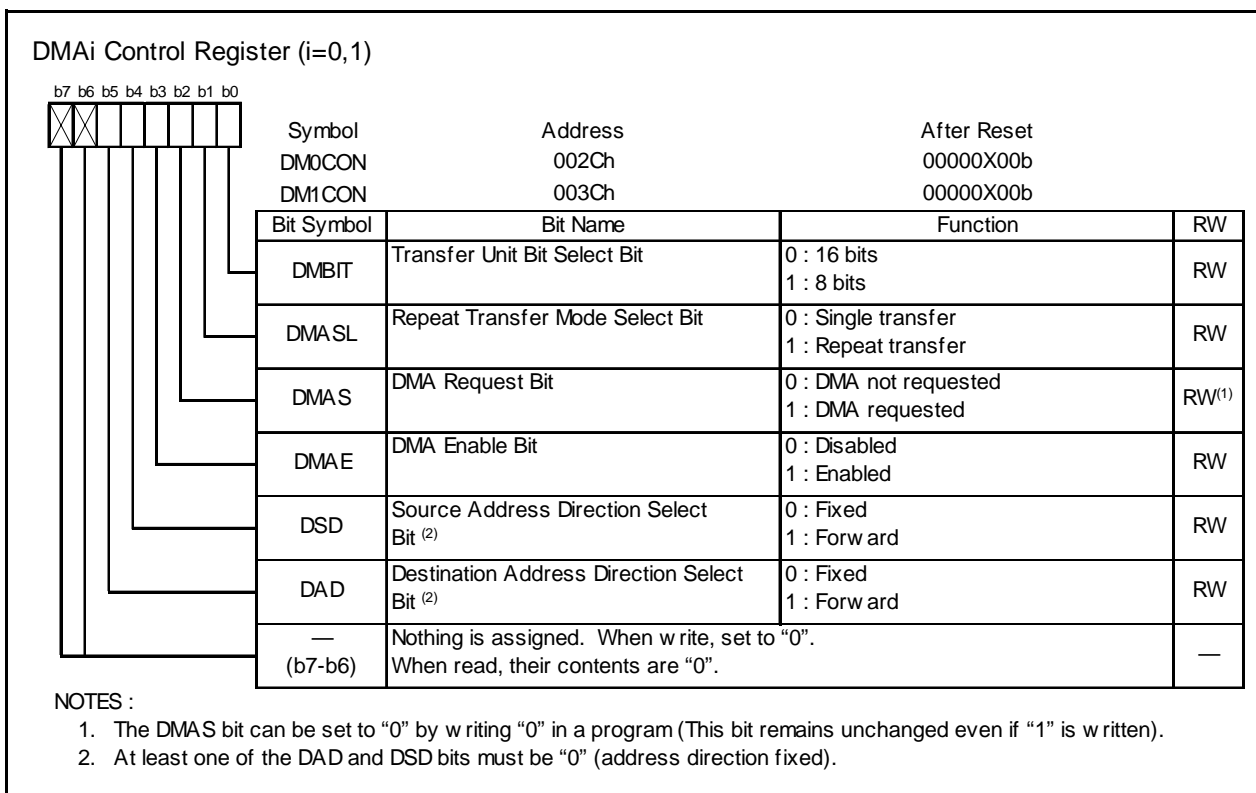 DMAi Control Register (i=0,1)
b7 b6 b5 b4 b3 b2 b1 b0
Symbol Address After Reset
DM0CON 002Ch 00000X00b
DM1CON 003Ch 00000X00b
Bit Symbol Bit Name Function RW
DMBIT Transfer Unit Bit Select Bit 0 : 16 bits RW
1 : 8 bits
DMASL Repeat Transfer Mode Select Bit 0 : Single transfer RW
1 : Repeat transfer
DMAS DMA Request Bit 0 : DMA not requested RW(1)
1 : DMA requested
DMAE DMA Enable Bit 0 : Disabled RW
1 : Enabled
DSD Source Address Direction Select 0 : Fixed RW
Bit (2) 1 : Forward
DAD Destination Address Direction Select 0 : Fixed RW
Bit (2) 1 : Forward
— Nothing is assigned. When write, set to “0”. —
(b7-b6) When read, their contents are “0”.
NOTES :
1. The DMAS bit can be set to “0” by writing “0” in a program (This bit remains unchanged even if “1” is written).
2. At least one of the DAD and DSD bits must be “0” (address direction fixed).